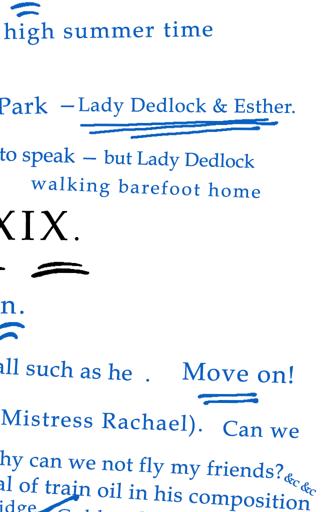 high summer time
Park — Lady Dedlock & Esther.
to speak — but Lady Dedlock
walking barefoot home
XIX.
n.
all such as he . Move on!
Mistress Rachael). Can we
hy can we not fly my friends? &c &c
al of train oil in his composition
idge